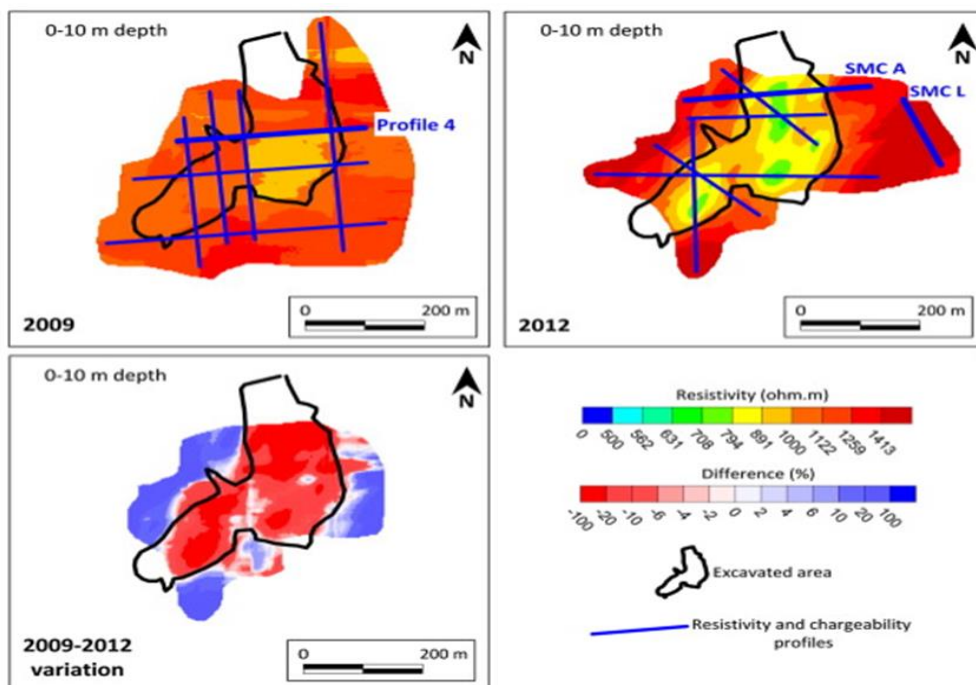 0-10 m depth
N
Profile 4
0 200 m
2009
0-10 m depth
N
SMC A
SMC L
0 200 m
2012
0-10 m depth
N
2009-2012
variation
0 200 m
Resistivity (ohm.m)
0 500 562 631 708 794 891 1000 1122 1259 1413
Difference (%)
-100 -20 -10 -6 -4 -2 0 2 4 6 10 20 100
Excavated area
Resistivity and chargeability
profiles